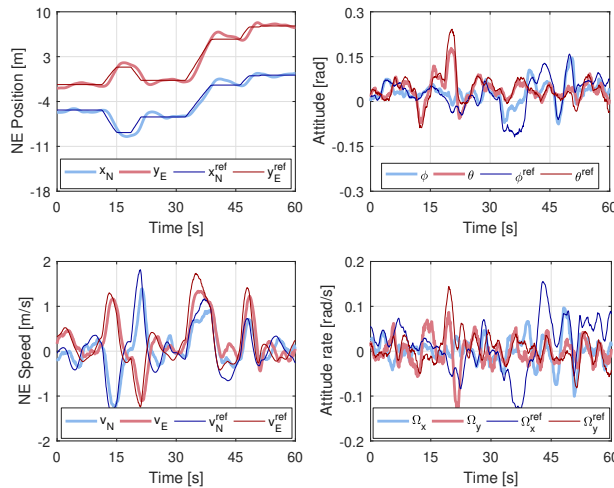 10
3
-4
-11
-18
NE Position [m]
x_N y_E x_N^ref y_E^ref
0 15 30 45 60
Time [s]
0.3
0.15
0
-0.15
-0.3
Attitude [rad]
ϕ θ ϕ^ref θ^ref
0 15 30 45 60
Time [s]
2
1
0
-1
-2
NE Speed [m/s]
v_N v_E v_N^ref v_E^ref
0 15 30 45 60
Time [s]
0.2
0.1
0
-0.1
-0.2
Attitude rate [rad/s]
Ω_x Ω_y Ω_x^ref Ω_y^ref
0 15 30 45 60
Time [s]